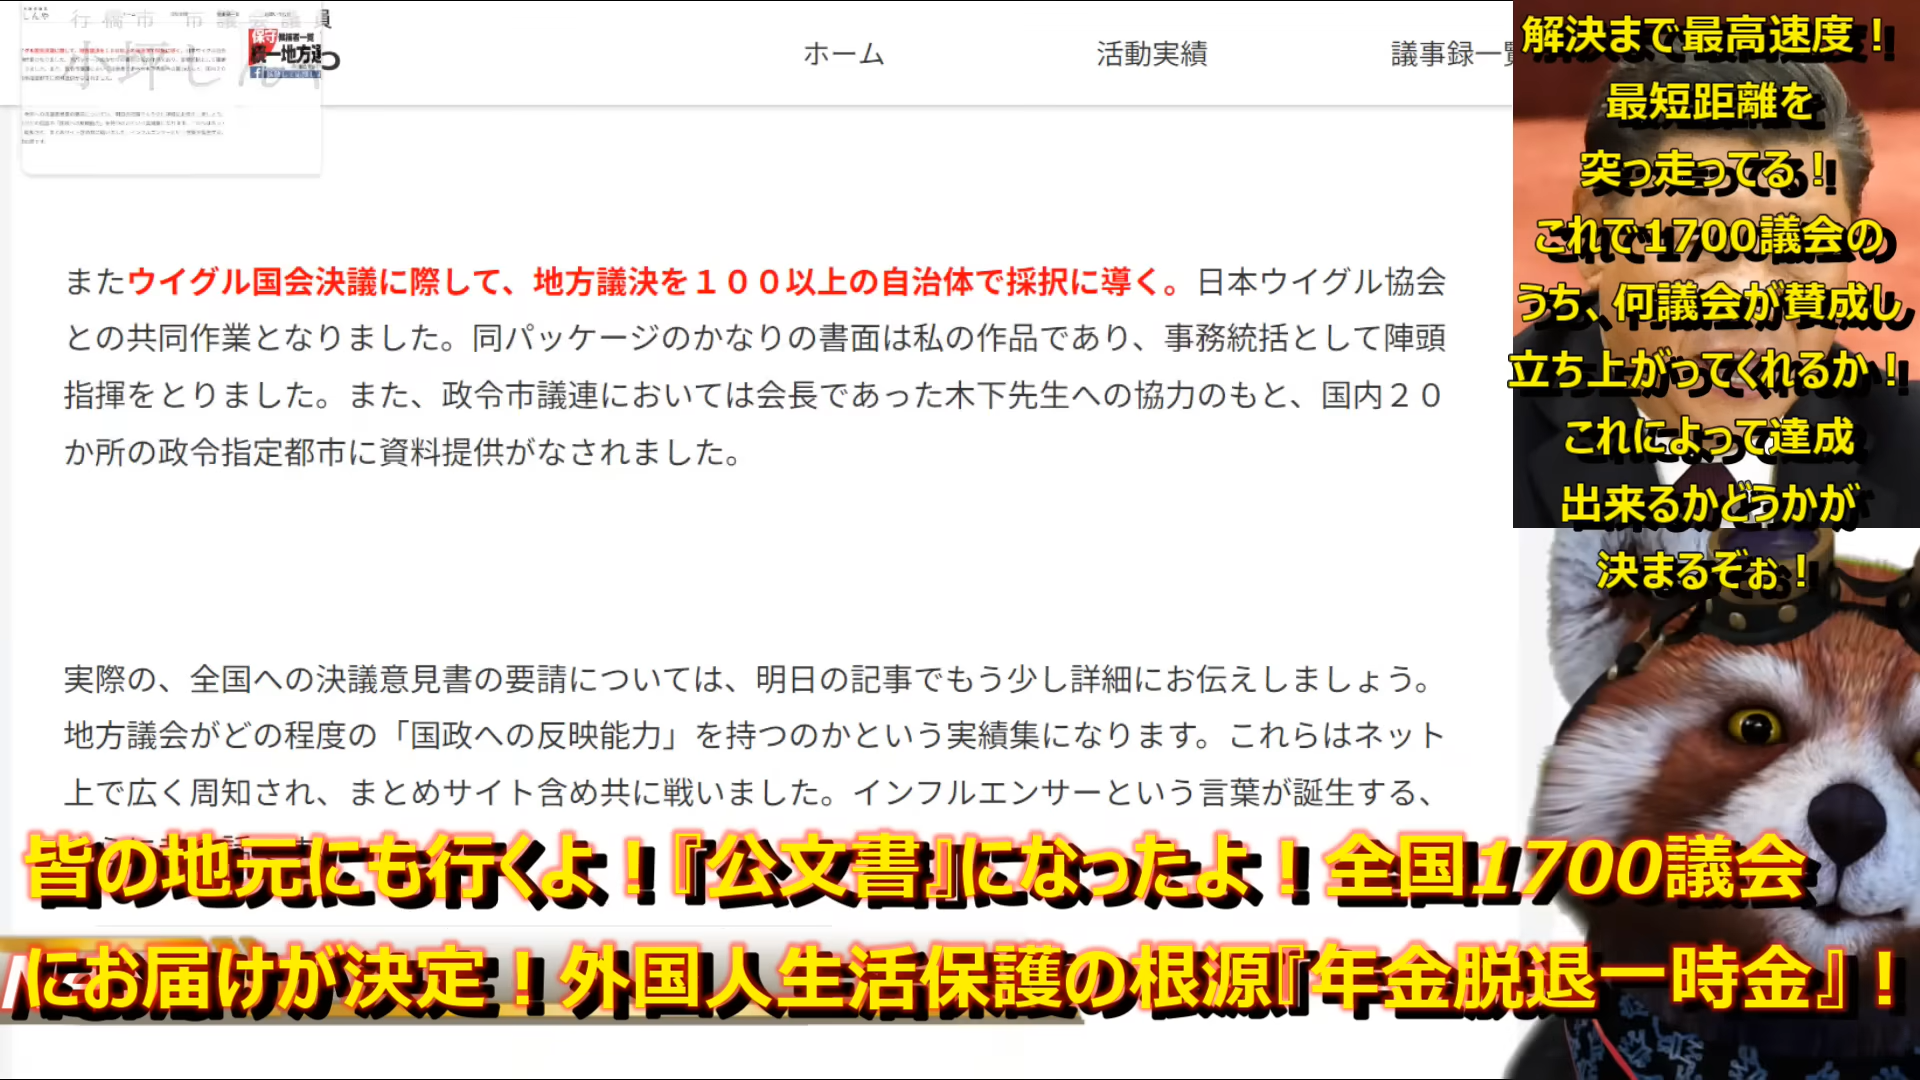 行橋市 市議会議員
小坪しんや
保守
ホーム
活動実績
議事録一覧
また<br>ウイグル国会決議に際して、地方議決を１００以上の自治体で採択に導く。日本ウイグル協会
との共同作業となりました。同パッケージのかなりの書面は私の作品であり、事務統括として陣頭
指揮をとりました。また、政令市議連においては会長であった木下先生への協力のもと、国内２０
か所の政令指定都市に資料提供がなされました。
実際の、全国への決議意見書の要請については、明日の記事でもう少し詳細にお伝えしましょう。
地方議会がどの程度の「国政への反映能力」を持つのかという実績集になります。これらはネット
上で広く周知され、まとめサイト含め共に戦いました。インフルエンサーという言葉が誕生する、
解決まで最高速度！
最短距離を
突っ走ってる！
これで1700議会の
うち、何議会が賛成し
立ち上がってくれるか！
これによって達成
出来るかどうかが
決まるぞぉ！
皆の地元にも行くよ！『公文書』になったよ！全国1700議会
にお届けが決定！外国人生活保護の根源『年金脱退一時金』！